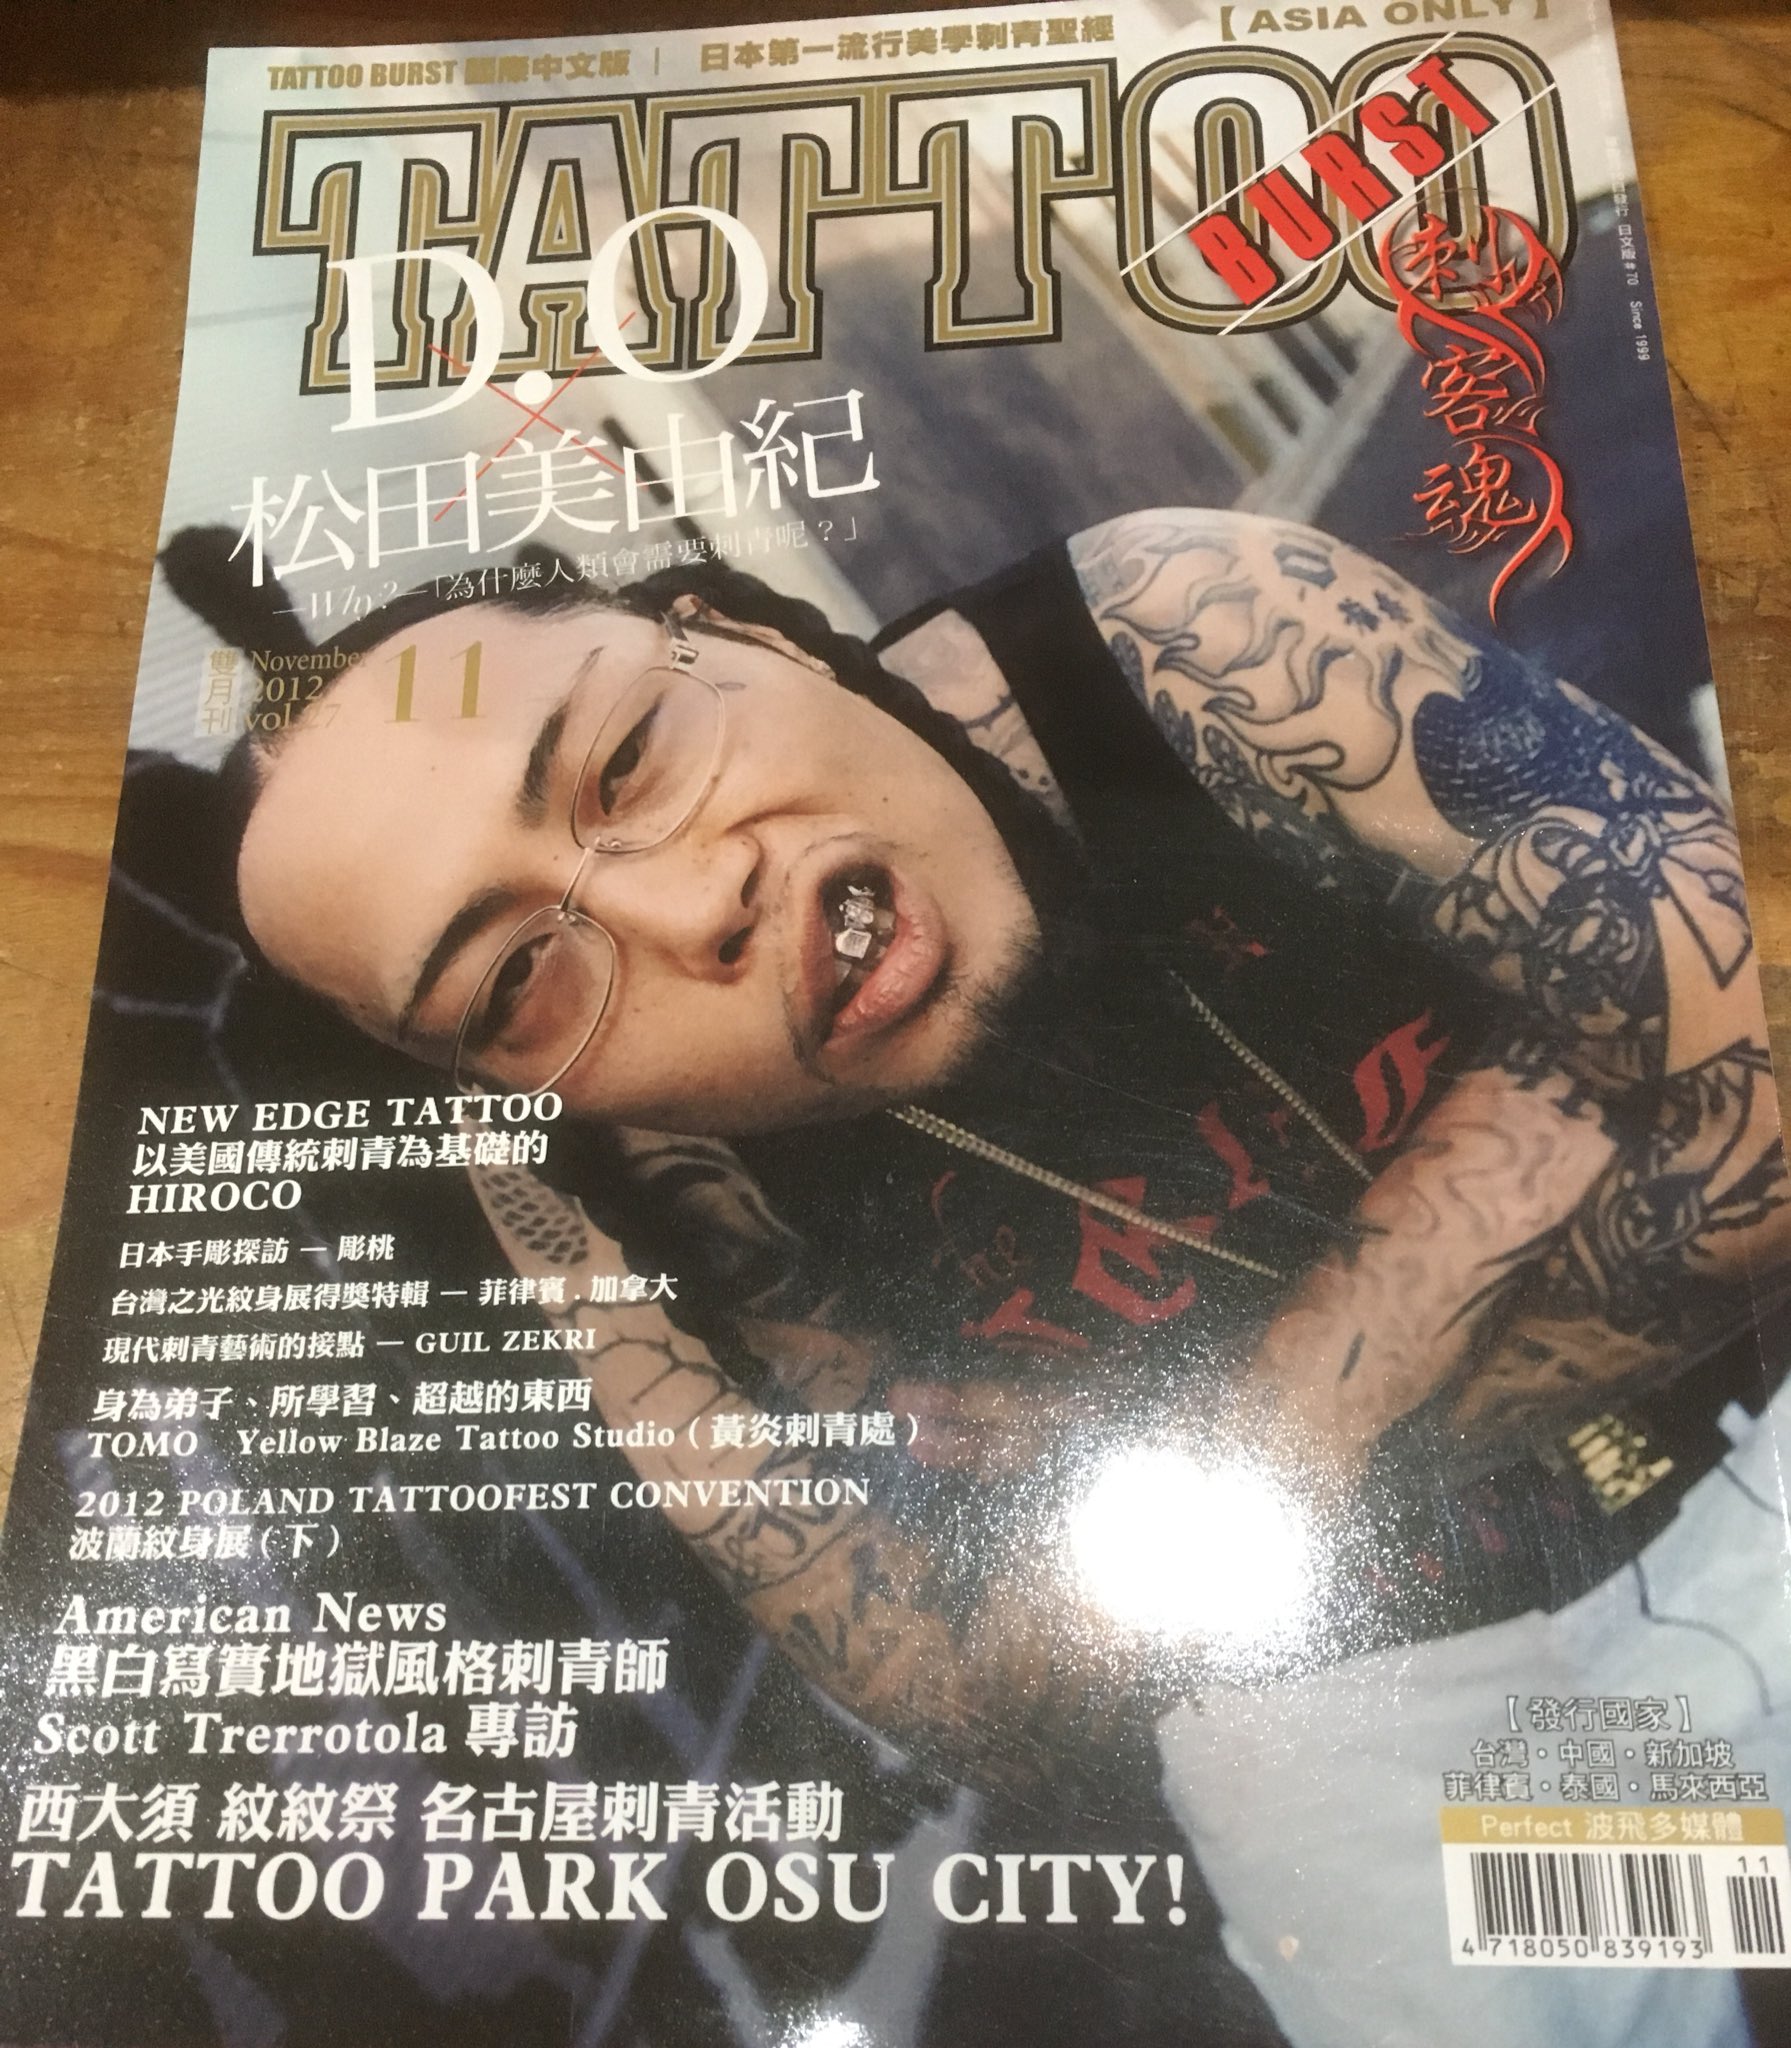 TATTOO BURST 國際中文版 | 日本第一流行美學刺青聖經
【ASIA ONLY】
TATTOO
BURST
刺客魂
日文版#70 Since 1999
D.O
×
松田美由紀
—Why?—「為什麼人類會需要刺青呢？」
雙月刊
November
2012
vol.27
11
NEW EDGE TATTOO
以美國傳統刺青為基礎的
HIROCO
日本手彫探訪 — 彫桃
台灣之光紋身展得獎特輯 — 菲律賓.加拿大
現代刺青藝術的接點 — GUIL ZEKRI
身為弟子、所學習、超越的東西
TOMO Yellow Blaze Tattoo Studio（黃炎刺青處）
2012 POLAND TATTOOFEST CONVENTION
波蘭紋身展（下）
American News
黑白寫實地獄風格刺青師
Scott Trerrotola 專訪
西大須 紋紋祭 名古屋刺青活動
TATTOO PARK OSU CITY!
【發行國家】
台灣・中國・新加坡
菲律賓・泰國・馬來西亞
Perfect 波飛多媒體
11
4 718050 839193